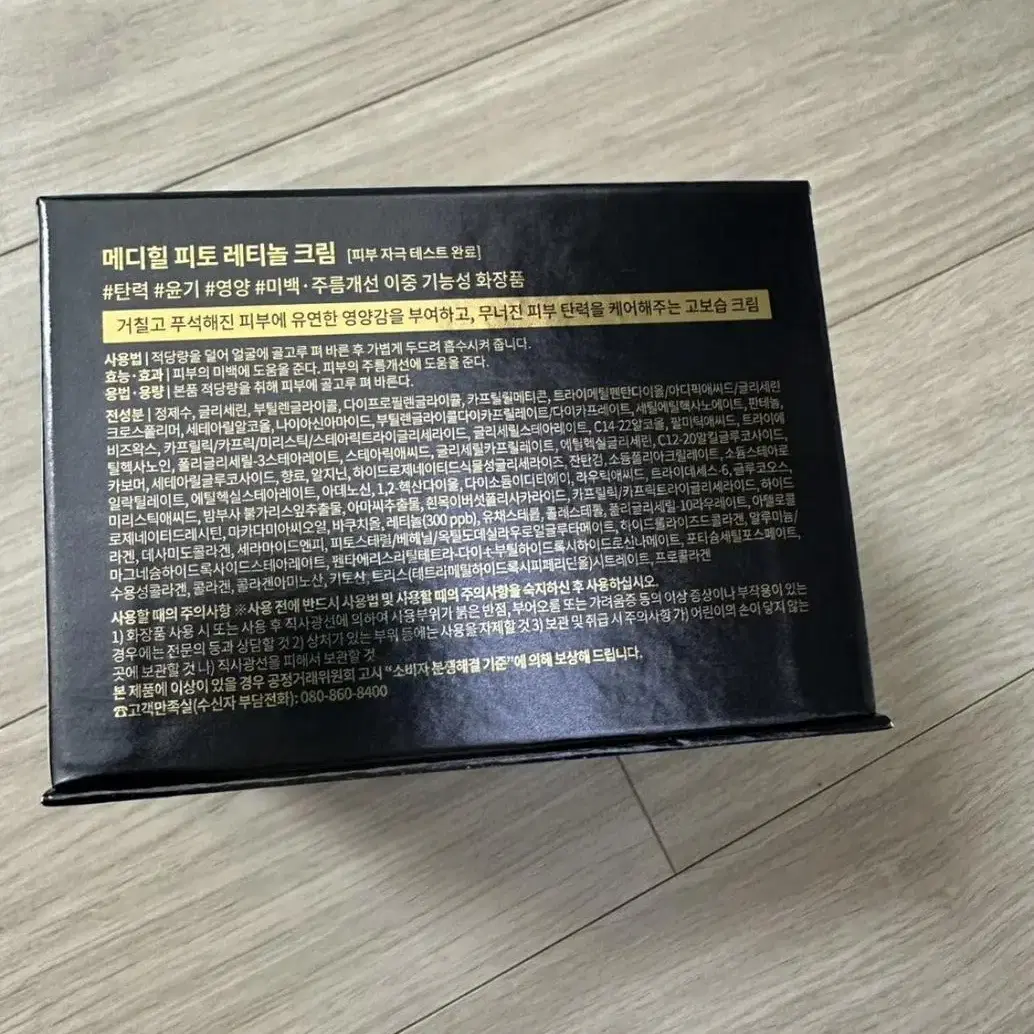 메디힐 피토 레티놀 크림 [피부 자극 테스트 완료]
#탄력 #윤기 #영양 #미백·주름개선 이중 기능성 화장품
거칠고 푸석해진 피부에 유연한 영양감을 부여하고, 무너진 피부 탄력을 케어해주는 고보습 크림
사용법 | 적당량을 덜어 얼굴에 골고루 펴 바른 후 가볍게 두드려 흡수시켜 줍니다.
효능·효과 | 피부의 미백에 도움을 준다. 피부의 주름개선에 도움을 준다.
용법·용량 | 본품 적당량을 취해 피부에 골고루 펴 바른다.
전성분 | 정제수, 글리세린, 부틸렌글라이콜, 다이프로필렌글라이콜, 카프릴릴메티콘, 트라이메틸펜탄다이올/아디픽애씨드/글리세린
크로스폴리머, 세테아릴알코올, 나이아신아마이드, 부틸렌글라이콜다이카프릴레이트/다이카프레이트, 세틸에틸헥사노에이트, 판테놀,
비즈왁스, 카프릴릭/카프릭/미리스틱/스테아릭트라이글리세라이드, 글리세릴스테아레이트, C14-22알코올, 팔미틱애씨드, 트라이에
틸헥사노인, 폴리글리세릴-3스테아레이트, 스테아릭애씨드, 글리세릴카프릴레이트, 에틸헥실글리세린, C12-20알킬글루코사이드,
카보머, 세테아릴글루코사이드, 향료, 알지닌, 하이드로제네이티드식물성글리세라이즈, 잔탄검, 소듐폴리아크릴레이트, 소듐스테아로
일락틸레이트, 에틸헥실스테아레이트, 아데노신, 1,2-헥산다이올, 다이소듐이디티에이, 라우릭애씨드, 트라이데세스-6, 글루코오스,
미리스틱애씨드, 밤부사 불가리스잎추출물, 아마씨추출물, 흰목이버섯폴리사카라이드, 카프릴릭/카프릭트라이글리세라이드, 하이드
로제네이티드레시틴, 마카다미아씨오일, 바쿠치올, 레티놀(300 ppb), 유채스테롤, 콜레스테롤, 폴리글리세릴-10라우레이트, 아텔로콜
라겐, 데사미도콜라겐, 세라마이드엔피, 피토스테릴/베헤닐/옥틸도데실라우로일글루타메이트, 하이드롤라이즈드콜라겐, 알루미늄/
마그네슘하이드록사이드스테아레이트, 펜타에리스리틸테트라-다이-t-부틸하이드록시하이드로신나메이트, 포타슘세틸포스페이트,
수용성콜라겐, 콜라겐, 콜라겐아미노산, 키토산, 트리스(테트라메틸하이드록시피페리딘올)시트레이트, 프로콜라겐
사용할 때의 주의사항 ※사용 전에 반드시 사용법 및 사용할 때의 주의사항을 숙지하신 후 사용하십시오.
1) 화장품 사용 시 또는 사용 후 직사광선에 의하여 사용부위가 붉은 반점, 부어오름 또는 가려움증 등의 이상 증상이나 부작용이 있는
경우에는 전문의 등과 상담할 것 2) 상처가 있는 부위 등에는 사용을 자제할 것 3) 보관 및 취급 시 주의사항 가) 어린이의 손이 닿지 않는
곳에 보관할 것 나) 직사광선을 피해서 보관할 것
본 제품에 이상이 있을 경우 공정거래위원회 고시 "소비자 분쟁해결 기준"에 의해 보상해 드립니다.
☎고객만족실(수신자 부담전화): 080-860-8400